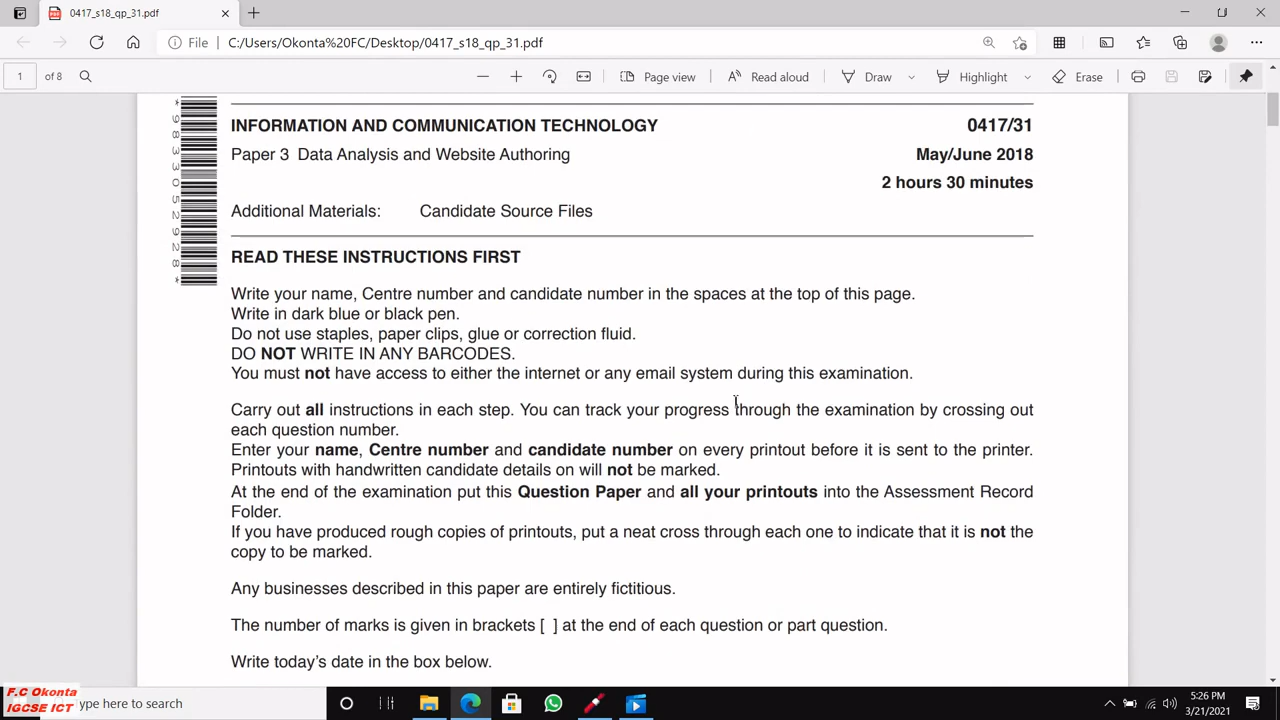 0417_s18_qp_31.pdf
File C:/Users/Okonta%20FC/Desktop/0417_s18_qp_31.pdf
1 of 8 Page view Read aloud Draw Highlight Erase
INFORMATION AND COMMUNICATION TECHNOLOGY 0417/31
Paper 3 Data Analysis and Website Authoring May/June 2018
2 hours 30 minutes
Additional Materials: Candidate Source Files
READ THESE INSTRUCTIONS FIRST
Write your name, Centre number and candidate number in the spaces at the top of this page.
Write in dark blue or black pen.
Do not use staples, paper clips, glue or correction fluid.
DO NOT WRITE IN ANY BARCODES.
You must not have access to either the internet or any email system during this examination.
Carry out all instructions in each step. You can track your progress through the examination by crossing out
each question number.
Enter your name, Centre number and candidate number on every printout before it is sent to the printer.
Printouts with handwritten candidate details on will not be marked.
At the end of the examination put this Question Paper and all your printouts into the Assessment Record
Folder.
If you have produced rough copies of printouts, put a neat cross through each one to indicate that it is not the
copy to be marked.
Any businesses described in this paper are entirely fictitious.
The number of marks is given in brackets [ ] at the end of each question or part question.
Write today's date in the box below.
* 9 8 3 3 0 5 2 9 2 8 *
F.C Okonta
IGCSE ICT
ype here to search
5:26 PM
3/21/2021